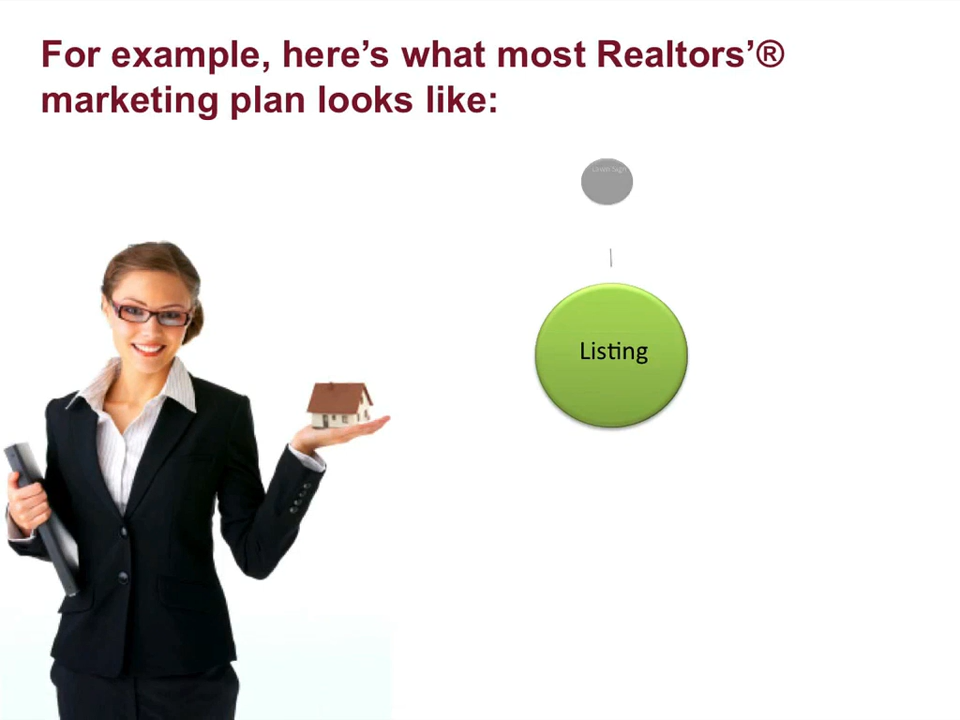 For example, here’s what most Realtors’®
marketing plan looks like:
Listing